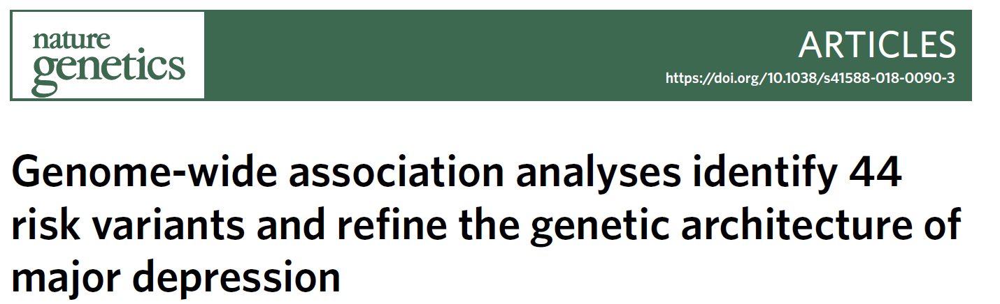 nature
genetics
ARTICLES
https://doi.org/10.1038/s41588-018-0090-3
Genome-wide association analyses identify 44
risk variants and refine the genetic architecture of
major depression